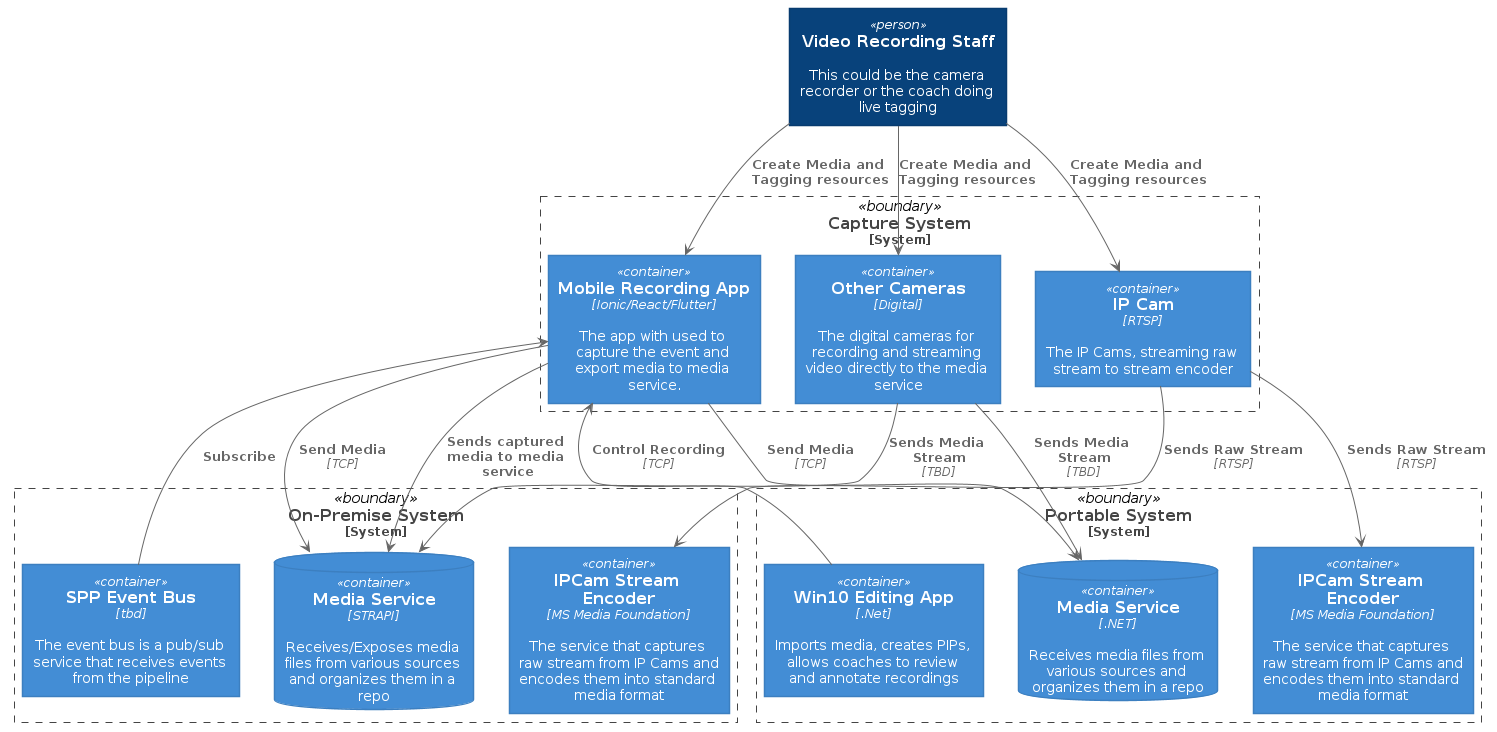 «person»
Video Recording Staff
This could be the camera
recorder or the coach doing
live tagging
Create Media and
Tagging resources
Create Media and
Tagging resources
Create Media and
Tagging resources
«boundary»
Capture System
[System]
«container»
Mobile Recording App
[Ionic/React/Flutter]
The app with used to
capture the event and
export media to media
service.
«container»
Other Cameras
[Digital]
The digital cameras for
recording and streaming
video directly to the media
service
«container»
IP Cam
[RTSP]
The IP Cams, streaming raw
stream to stream encoder
Subscribe
Send Media
[TCP]
Sends captured
media to media
service
Control Recording
[TCP]
Send Media
[TCP]
Sends Media
Stream
[TBD]
Sends Media
Stream
[TBD]
Sends Raw Stream
[RTSP]
Sends Raw Stream
[RTSP]
«boundary»
On-Premise System
[System]
«container»
SPP Event Bus
[tbd]
The event bus is a pub/sub
service that receives events
from the pipeline
«container»
Media Service
[STRAPI]
Receives/Exposes media
files from various sources
and organizes them in a
repo
«container»
IPCam Stream
Encoder
[MS Media Foundation]
The service that captures
raw stream from IP Cams and
encodes them into standard
media format
«boundary»
Portable System
[System]
«container»
Win10 Editing App
[.Net]
Imports media, creates PIPs,
allows coaches to review
and annotate recordings
«container»
Media Service
[.NET]
Receives media files from
various sources and
organizes them in a repo
«container»
IPCam Stream
Encoder
[MS Media Foundation]
The service that captures
raw stream from IP Cams and
encodes them into standard
media format